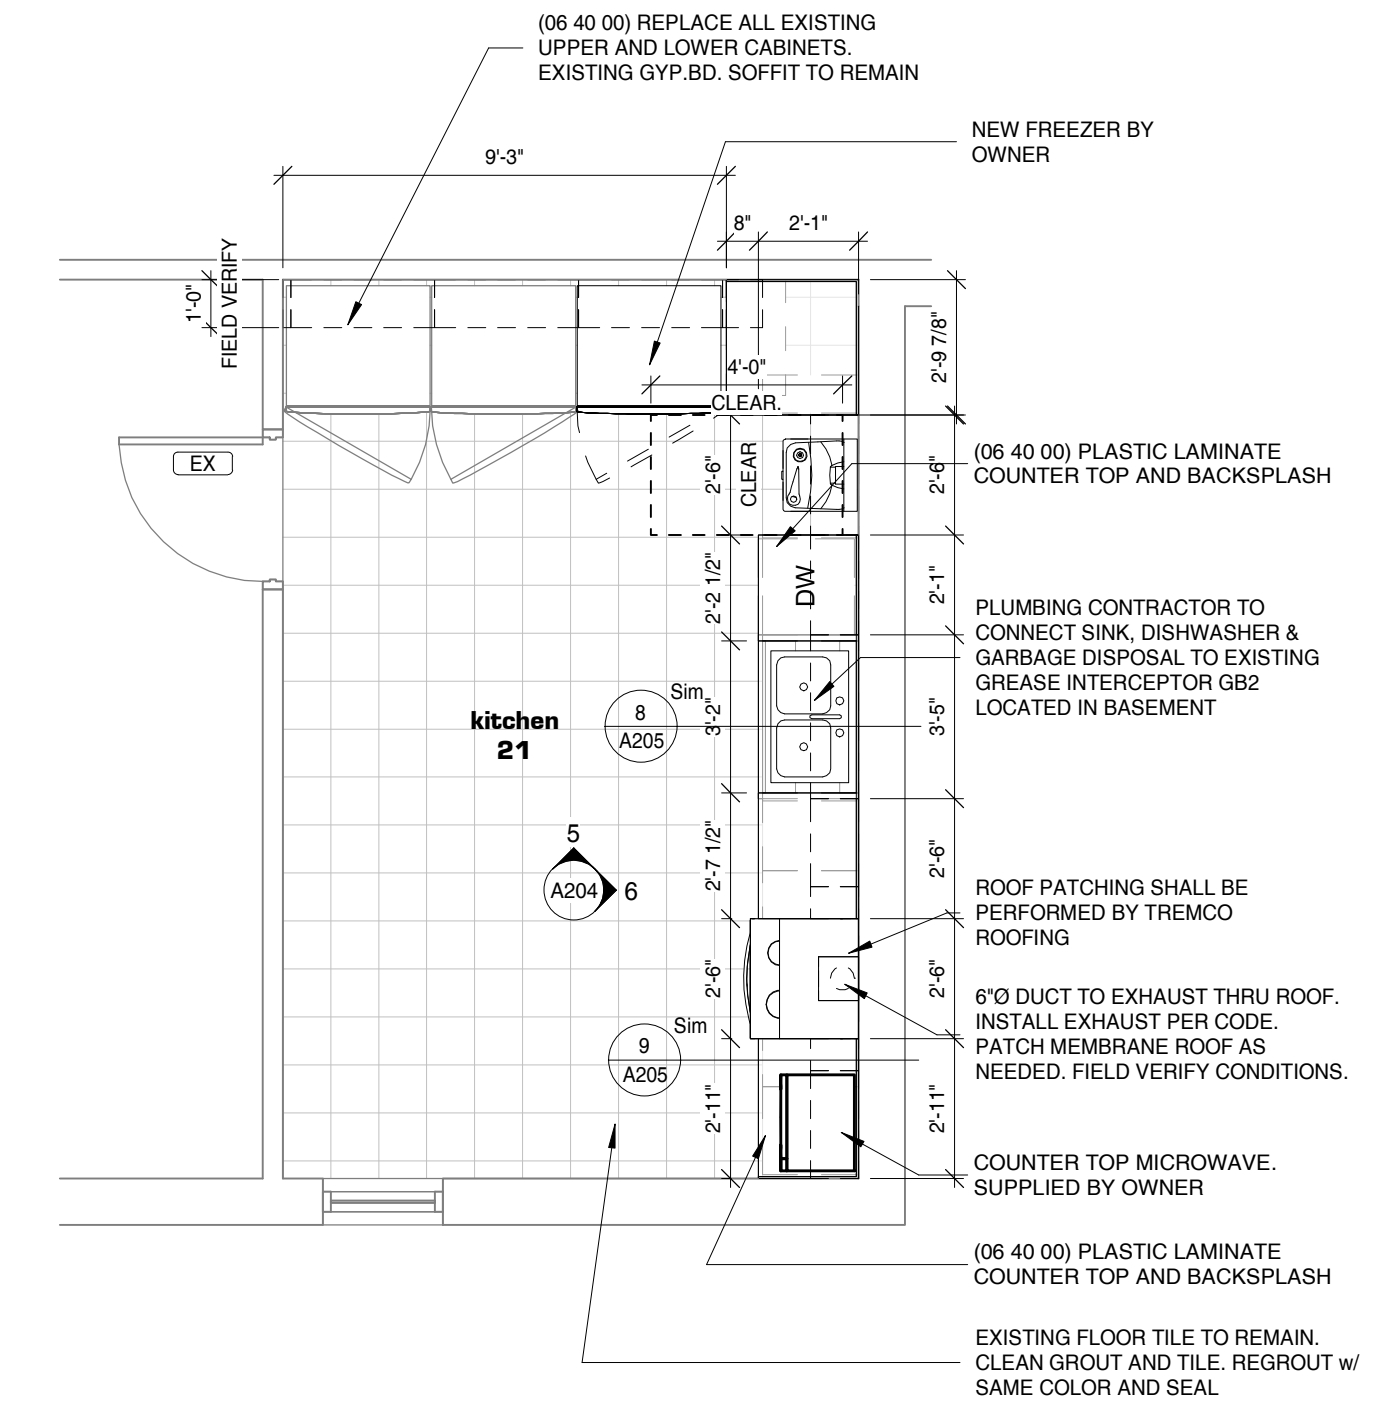 (06 40 00) REPLACE ALL EXISTING
UPPER AND LOWER CABINETS.
EXISTING GYP.BD. SOFFIT TO REMAIN
NEW FREEZER BY
OWNER
9'-3"
8"
2'-1"
1'-0"
FIELD VERIFY
2'-9 7/8"
4'-0"
CLEAR.
EX
2'-6"
CLEAR
2'-6"
(06 40 00) PLASTIC LAMINATE
COUNTER TOP AND BACKSPLASH
2'-2 1/2"
DW
2'-1"
PLUMBING CONTRACTOR TO
CONNECT SINK, DISHWASHER &
GARBAGE DISPOSAL TO EXISTING
GREASE INTERCEPTOR GB2
LOCATED IN BASEMENT
kitchen
21
Sim
8
A205
3'-2"
3'-5"
5
A204
6
2'-7 1/2"
2'-6"
ROOF PATCHING SHALL BE
PERFORMED BY TREMCO
ROOFING
2'-6"
2'-6"
6"Ø DUCT TO EXHAUST THRU ROOF.
INSTALL EXHAUST PER CODE.
PATCH MEMBRANE ROOF AS
NEEDED. FIELD VERIFY CONDITIONS.
Sim
9
A205
2'-11"
2'-11"
COUNTER TOP MICROWAVE.
SUPPLIED BY OWNER
(06 40 00) PLASTIC LAMINATE
COUNTER TOP AND BACKSPLASH
EXISTING FLOOR TILE TO REMAIN.
CLEAN GROUT AND TILE. REGROUT w/
SAME COLOR AND SEAL